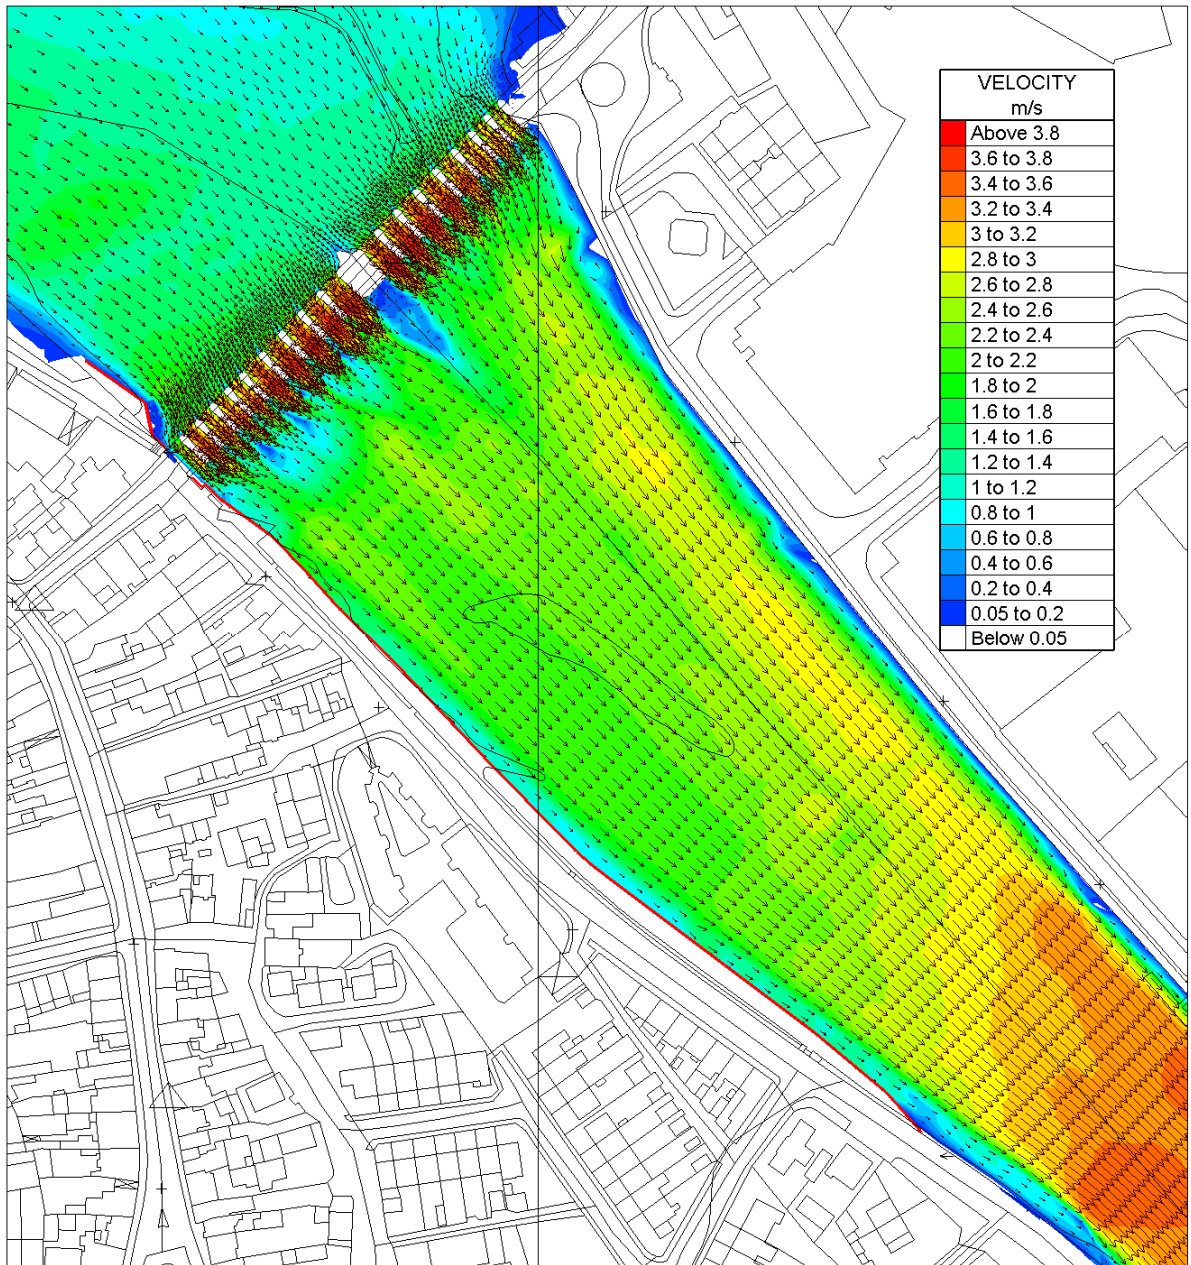 VELOCITY
m/s
Above 3.8
3.6 to 3.8
3.4 to 3.6
3.2 to 3.4
3 to 3.2
2.8 to 3
2.6 to 2.8
2.4 to 2.6
2.2 to 2.4
2 to 2.2
1.8 to 2
1.6 to 1.8
1.4 to 1.6
1.2 to 1.4
1 to 1.2
0.8 to 1
0.6 to 0.8
0.4 to 0.6
0.2 to 0.4
0.05 to 0.2
Below 0.05